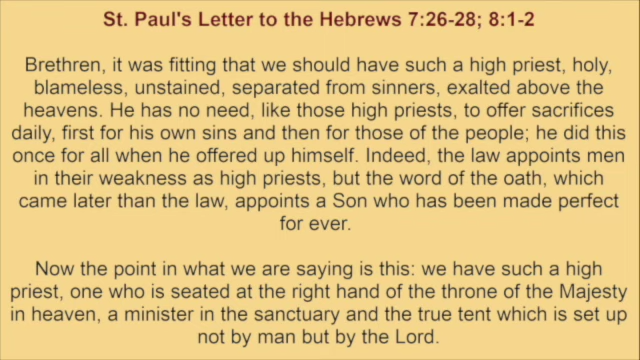 St. Paul's Letter to the Hebrews 7:26-28; 8:1-2
Brethren, it was fitting that we should have such a high priest, holy,
blameless, unstained, separated from sinners, exalted above the
heavens. He has no need, like those high priests, to offer sacrifices
daily, first for his own sins and then for those of the people; he did this
once for all when he offered up himself. Indeed, the law appoints men
in their weakness as high priests, but the word of the oath, which
came later than the law, appoints a Son who has been made perfect
for ever.
Now the point in what we are saying is this: we have such a high
priest, one who is seated at the right hand of the throne of the Majesty
in heaven, a minister in the sanctuary and the true tent which is set up
not by man but by the Lord.